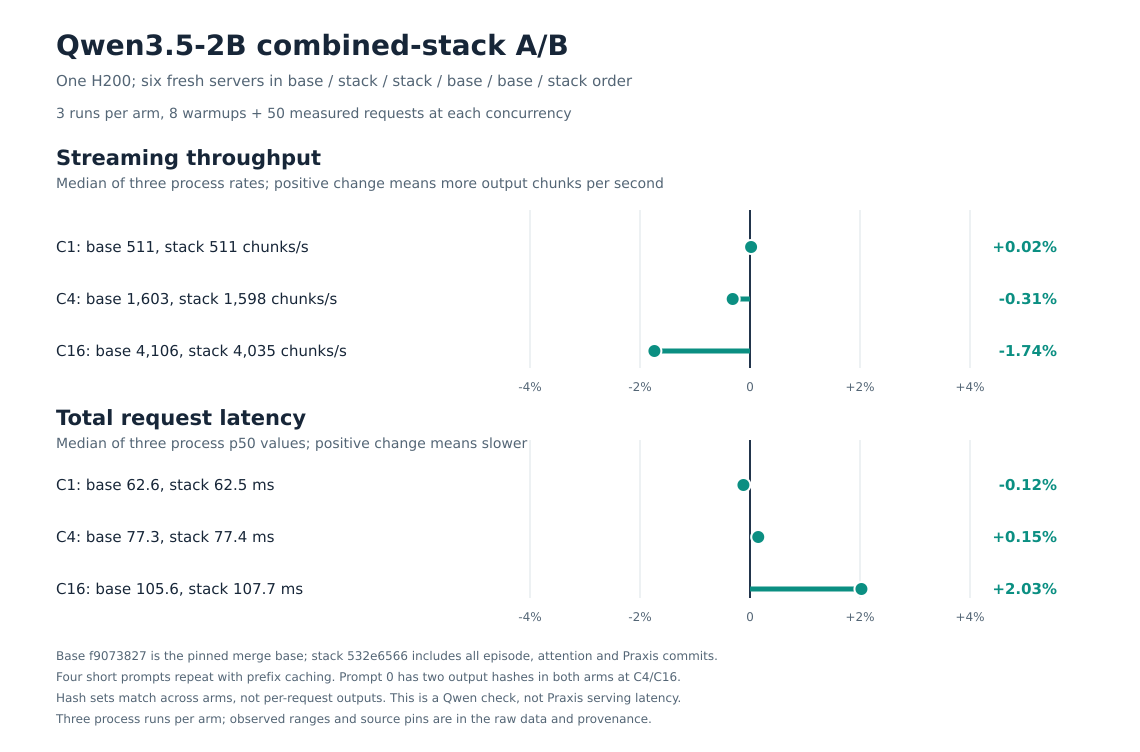 Qwen3.5-2B combined-stack A/B
One H200; six fresh servers in base / stack / stack / base / base / stack order
3 runs per arm, 8 warmups + 50 measured requests at each concurrency
Streaming throughput
Median of three process rates; positive change means more output chunks per second
C1: base 511, stack 511 chunks/s +0.02%
C4: base 1,603, stack 1,598 chunks/s -0.31%
C16: base 4,106, stack 4,035 chunks/s -1.74%
-4% -2% 0 +2% +4%
Total request latency
Median of three process p50 values; positive change means slower
C1: base 62.6, stack 62.5 ms -0.12%
C4: base 77.3, stack 77.4 ms +0.15%
C16: base 105.6, stack 107.7 ms +2.03%
-4% -2% 0 +2% +4%
Base f9073827 is the pinned merge base; stack 532e6566 includes all episode, attention and Praxis commits.
Four short prompts repeat with prefix caching. Prompt 0 has two output hashes in both arms at C4/C16.
Hash sets match across arms, not per-request outputs. This is a Qwen check, not Praxis serving latency.
Three process runs per arm; observed ranges and source pins are in the raw data and provenance.